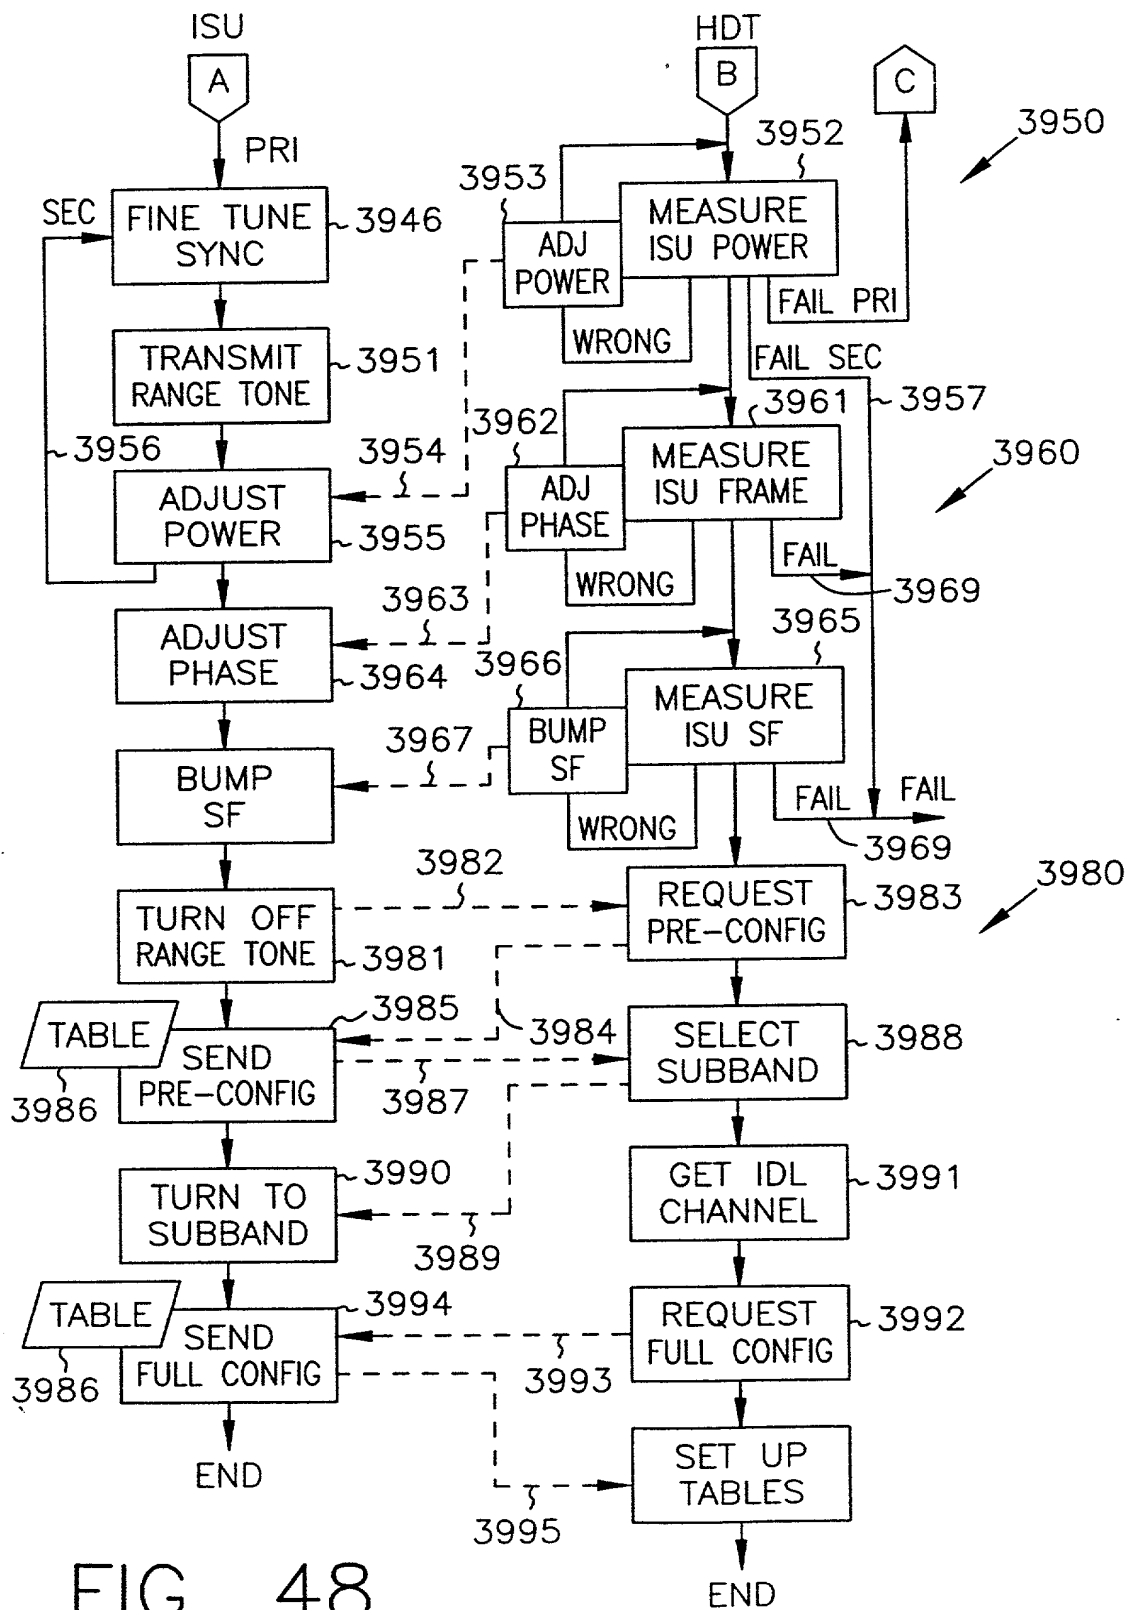 ISU
A
PRI
SEC
FINE TUNE
SYNC
3946
TRANSMIT
RANGE TONE
3951
3956
ADJUST
POWER
3955
ADJUST
PHASE
3964
BUMP
SF
TURN OFF
RANGE TONE
3981
TABLE
3986
SEND
PRE-CONFIG
3985
TURN TO
SUBBAND
3990
TABLE
3986
SEND
FULL CONFIG
3994
END
3954
3963
3967
3982
3984
3987
3989
3993
3995
HDT
B
C
3950
3952
3953
MEASURE
ISU POWER
ADJ
POWER
WRONG
FAIL PRI
FAIL SEC
3957
3961
3962
3960
MEASURE
ISU FRAME
ADJ
PHASE
WRONG
FAIL
3969
3965
3966
MEASURE
ISU SF
BUMP
SF
WRONG
FAIL
FAIL
3969
3980
REQUEST
PRE-CONFIG
3983
SELECT
SUBBAND
3988
GET IDL
CHANNEL
3991
REQUEST
FULL CONFIG
3992
SET UP
TABLES
END
FIG 48